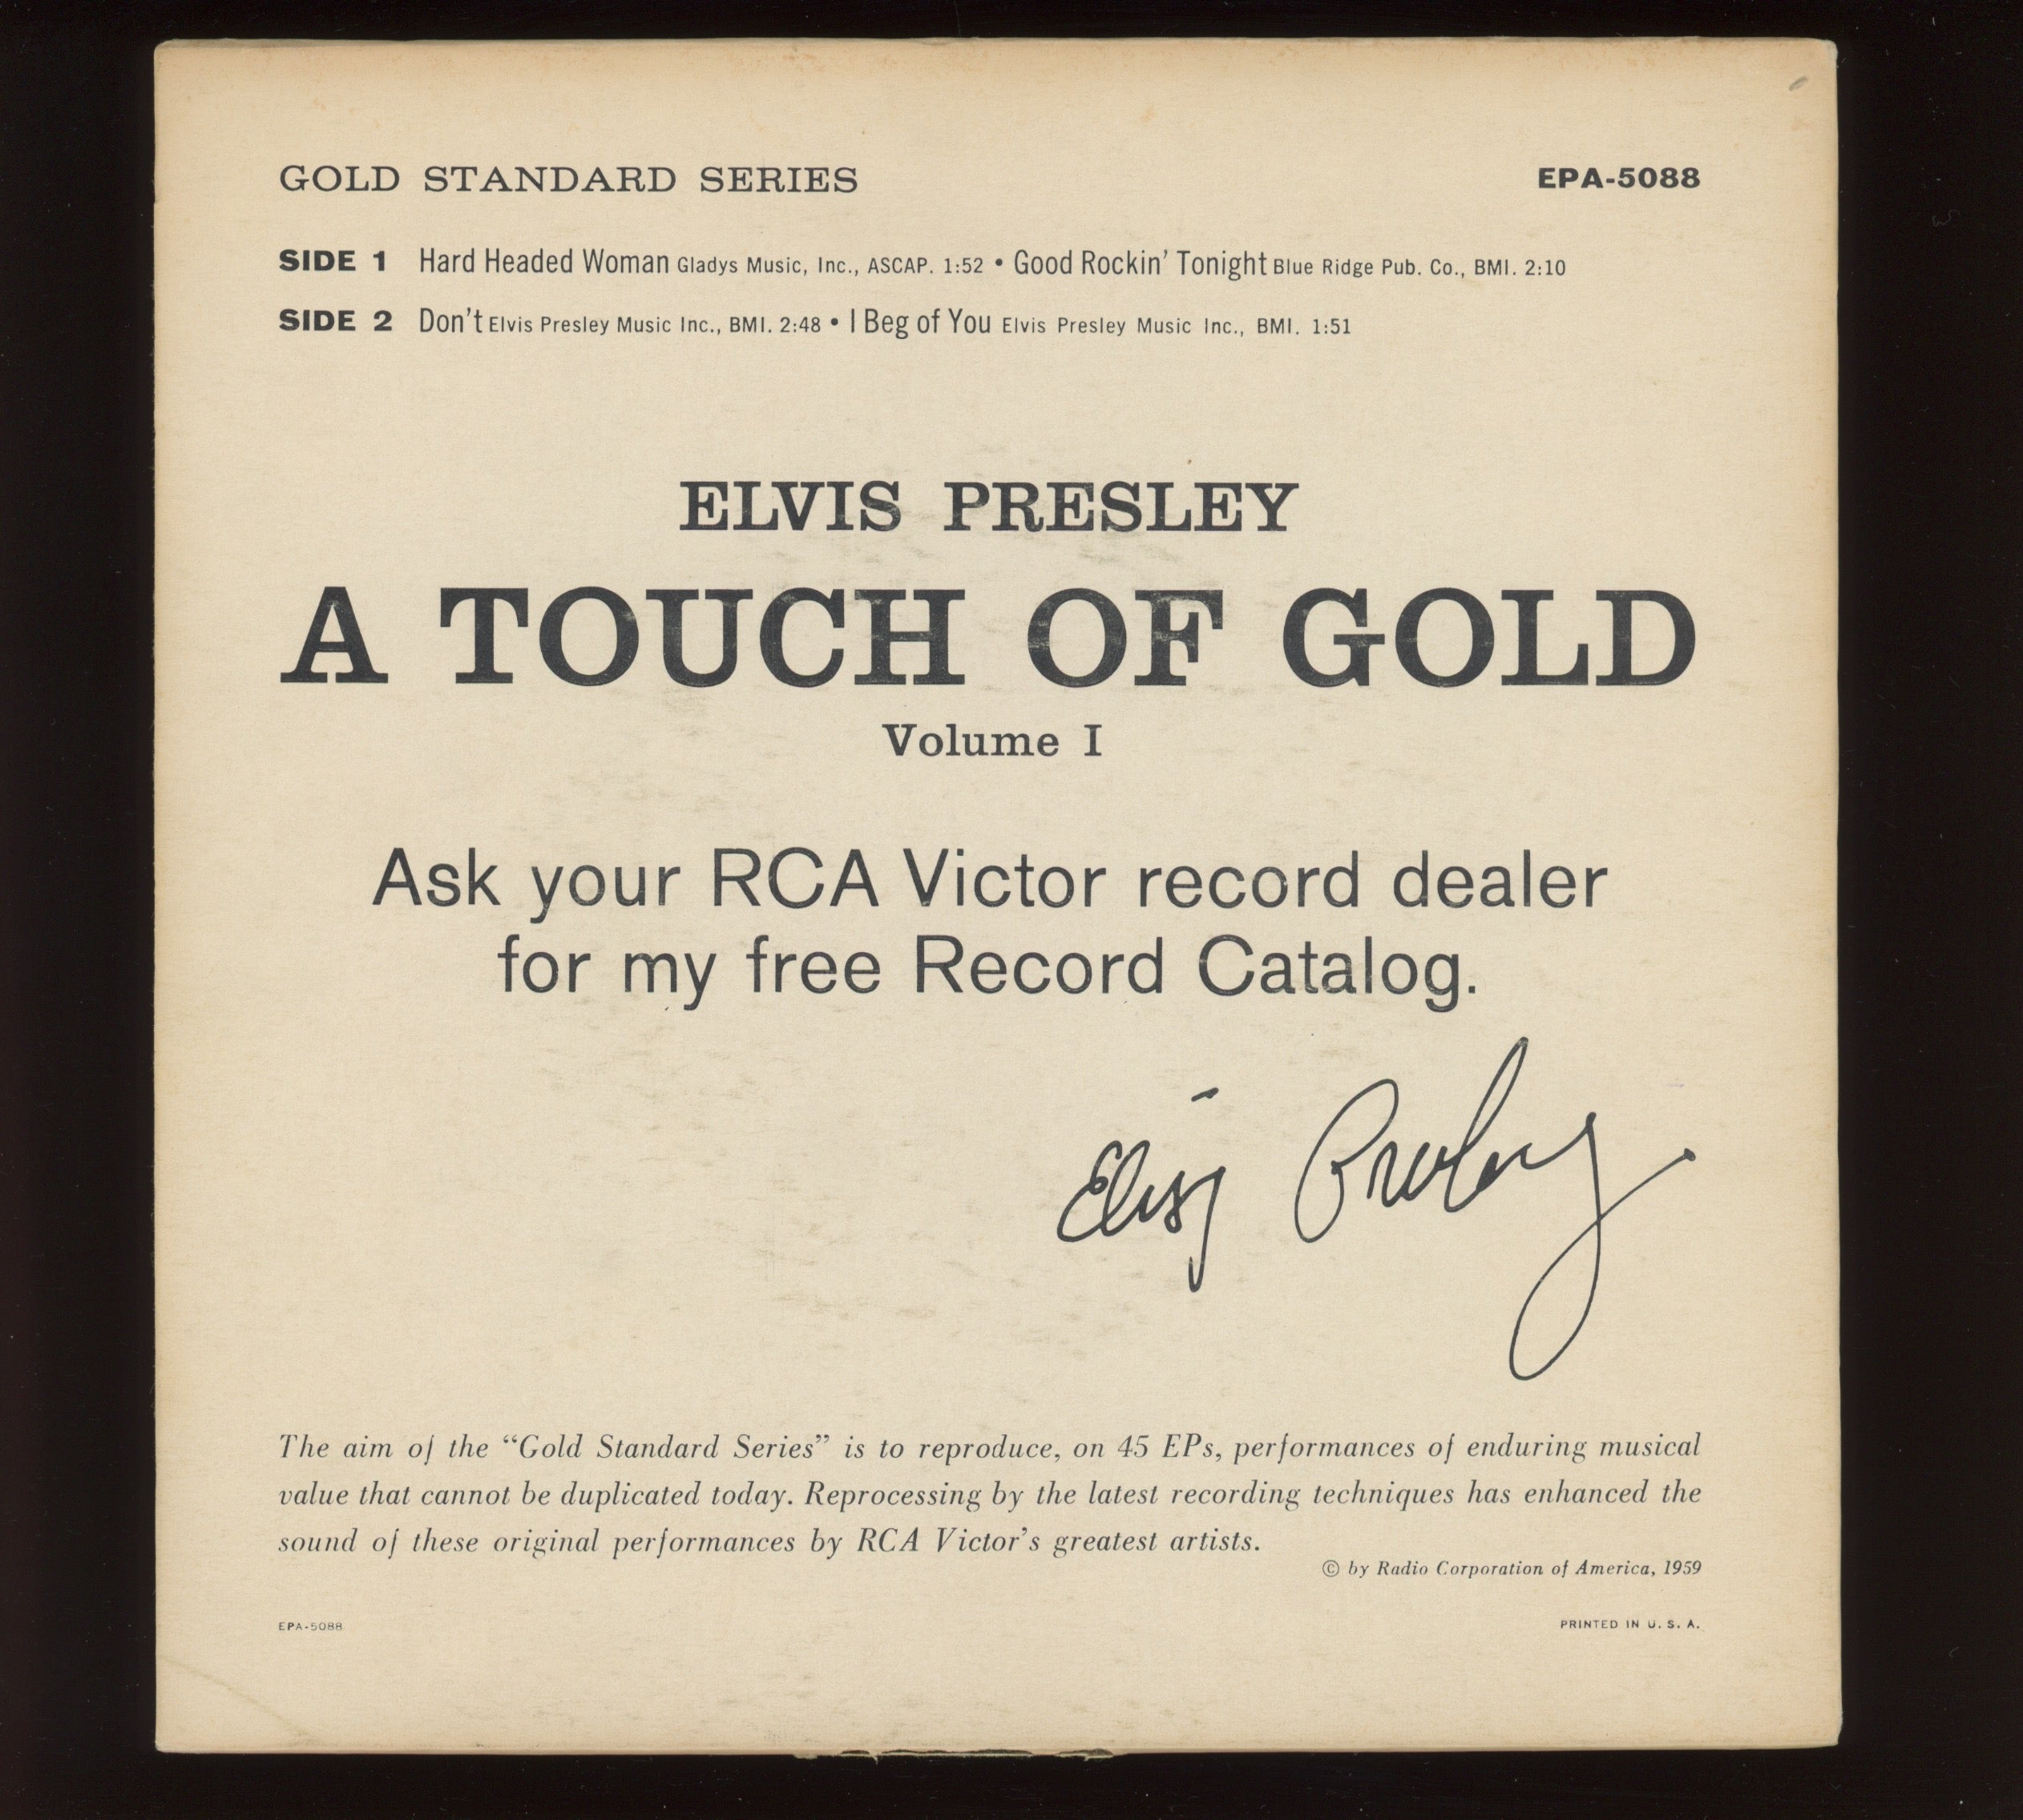 GOLD STANDARD SERIES EPA-5088
SIDE 1 Hard Headed Woman Gladys Music, Inc., ASCAP. 1:52 • Good Rockin' Tonight Blue Ridge Pub. Co., BMI. 2:10
SIDE 2 Don't Elvis Presley Music Inc., BMI. 2:48 • I Beg of You Elvis Presley Music Inc., BMI. 1:51
ELVIS PRESLEY
A TOUCH OF GOLD
Volume I
Ask your RCA Victor record dealer
for my free Record Catalog.
Elvis Presley
The aim of the “Gold Standard Series” is to reproduce, on 45 EPs, performances of enduring musical
value that cannot be duplicated today. Reprocessing by the latest recording techniques has enhanced the
sound of these original performances by RCA Victor's greatest artists.
© by Radio Corporation of America, 1959
EPA-5088 PRINTED IN U. S. A.